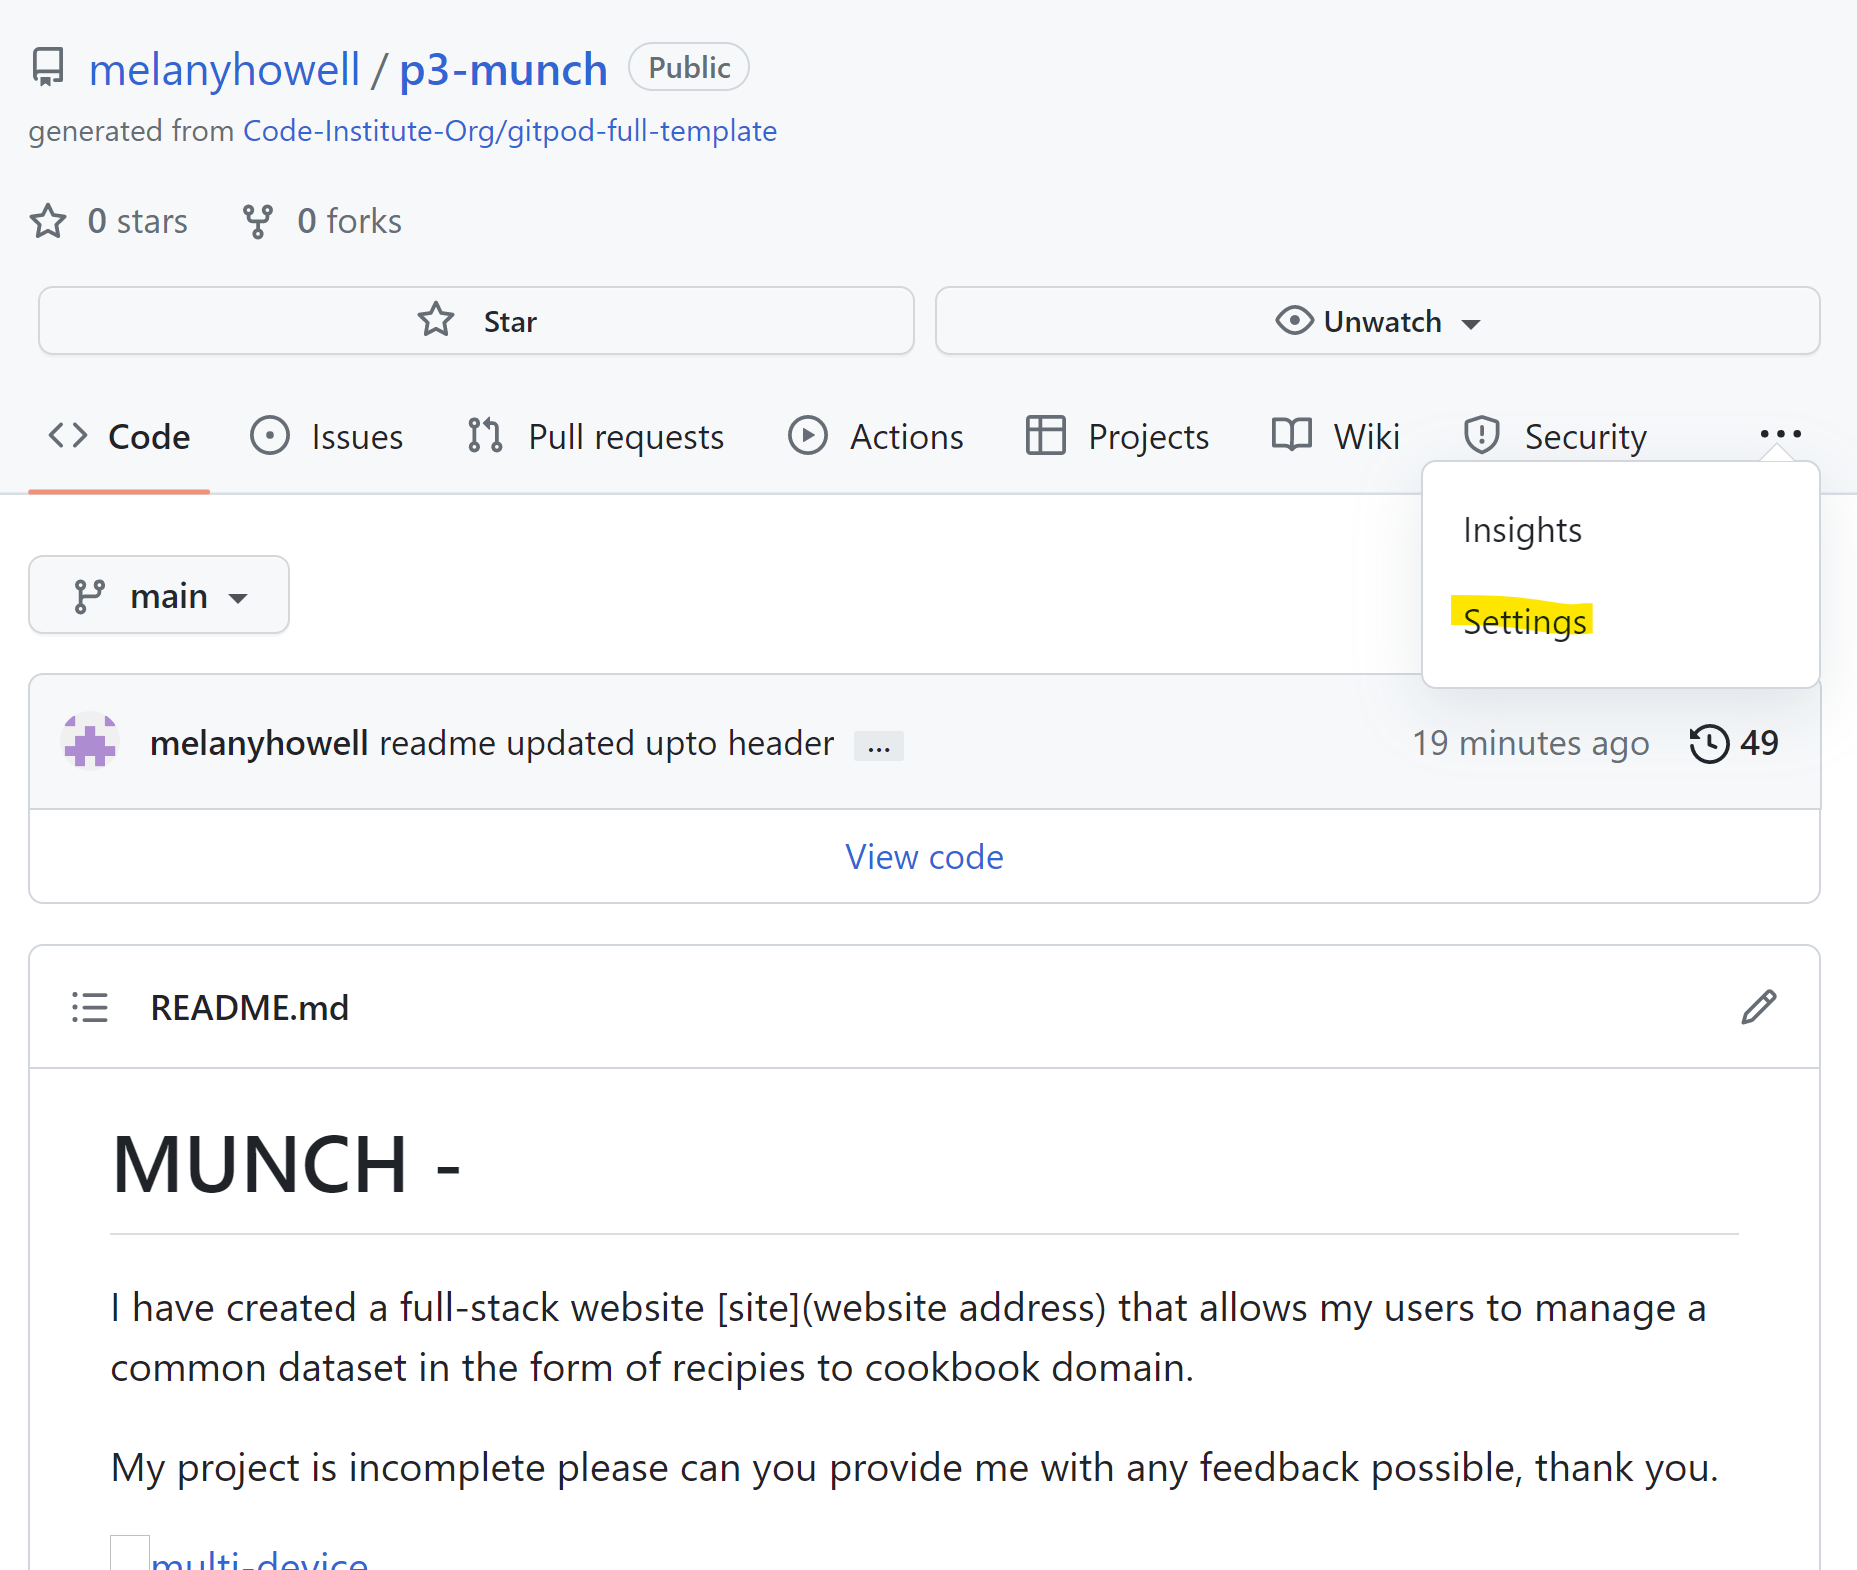 melanyhowell / p3-munch Public
generated from Code-Institute-Org/gitpod-full-template
0 stars 0 forks
Star Unwatch
Code Issues Pull requests Actions Projects Wiki Security ...
Insights
Settings
main
melanyhowell readme updated upto header ... 19 minutes ago 49
View code
README.md
MUNCH -
I have created a full-stack website [site](website address) that allows my users to manage a
common dataset in the form of recipies to cookbook domain.
My project is incomplete please can you provide me with any feedback possible, thank you.
multi-device